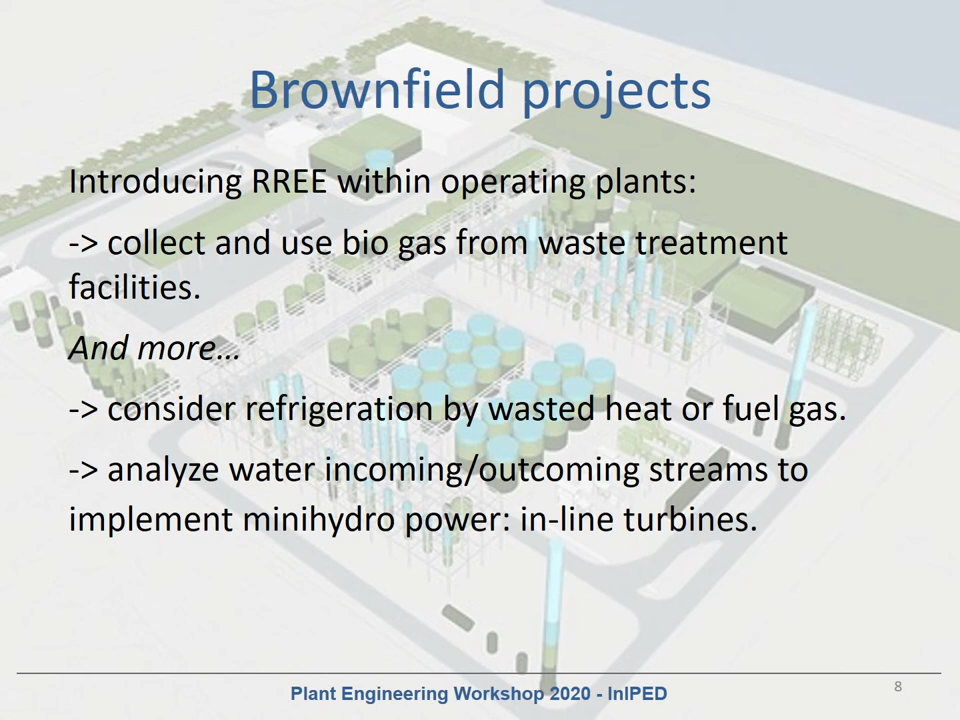 Brownfield projects
Introducing RREE within operating plants:
-> collect and use bio gas from waste treatment
facilities.
And more...
-> consider refrigeration by wasted heat or fuel gas.
-> analyze water incoming/outcoming streams to
implement minihydro power: in-line turbines.
Plant Engineering Workshop 2020 - InIPED
8